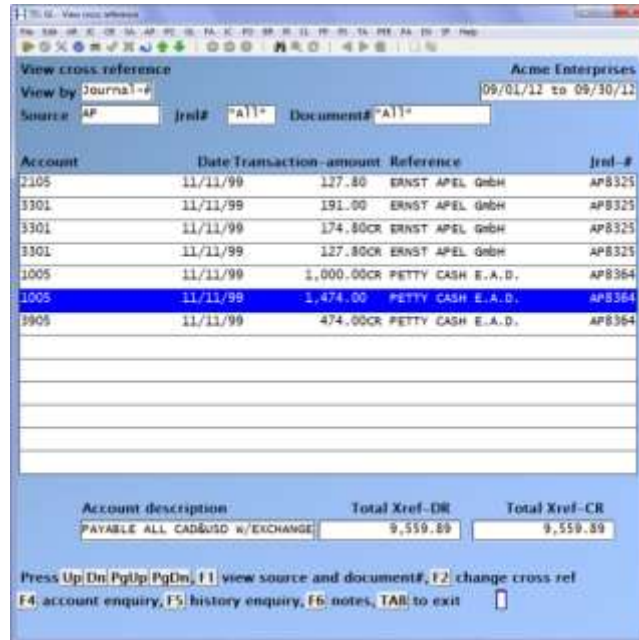 View cross reference Acme Enterprises
View by Journal-# 09/01/12 to 09/30/12
Source AP Jrnl# "All" Document# "All"
Account Date Transaction-amount Reference Jrnl-#
2105 11/11/99 127.80 ERNST APEL GmbH AP8325
3301 11/11/99 191.00 ERNST APEL GmbH AP8325
3301 11/11/99 174.80CR ERNST APEL GmbH AP8325
3301 11/11/99 127.80CR ERNST APEL GmbH AP8325
1005 11/11/99 1,000.00CR PETTY CASH E.A.D. AP8364
1005 11/11/99 1,474.00 PETTY CASH E.A.D. AP8364
3905 11/11/99 474.00CR PETTY CASH E.A.D. AP8364
Account description Total Xref-DR Total Xref-CR
PAYABLE ALL CAD&USD w/EXCHANGE 9,559.89 9,559.89
Press Up Dn PgUp PgDn, F1 view source and document#, F2 change cross ref
F4 account enquiry, F5 history enquiry, F6 notes, TAB to exit